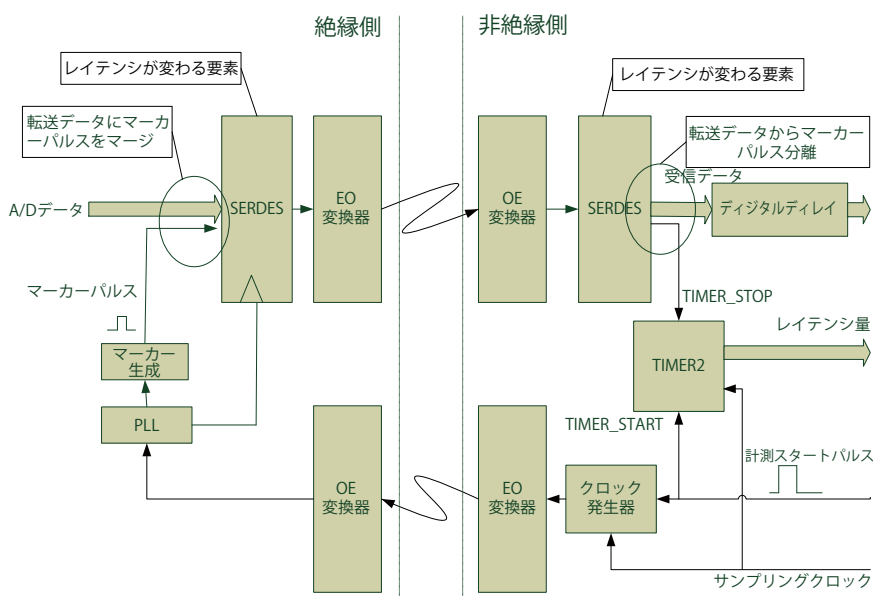 絶縁側
非絶縁側
レイテンシが変わる要素
レイテンシが変わる要素
転送データにマーカ
ーパルスをマージ
転送データからマーカー
パルス分離
受信データ
A/Dデータ
SERDES
EO
変換器
OE
変換器
SERDES
ディジタルディレイ
マーカーパルス
TIMER_STOP
レイテンシ量
マーカー
生成
TIMER2
PLL
TIMER_START
計測スタートパルス
OE
変換器
EO
変換器
クロック
発生器
サンプリングクロック